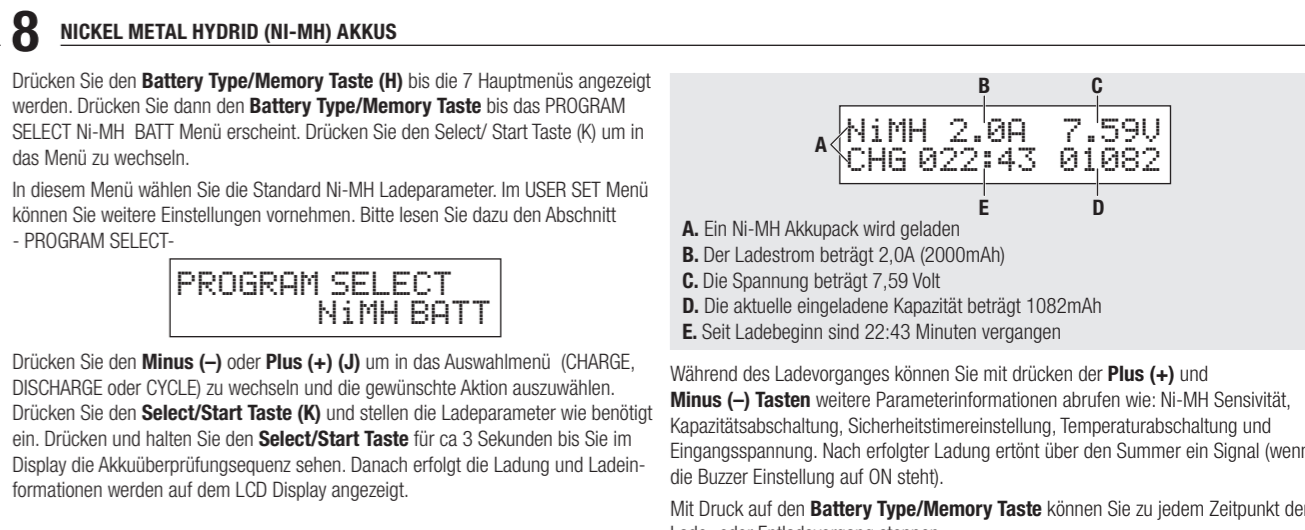 8 NICKEL METAL HYDRID (NI-MH) AKKUS
Drücken Sie den Battery Type/Memory Taste (H) bis die 7 Hauptmenüs angezeigt
werden. Drücken Sie dann den Battery Type/Memory Taste bis das PROGRAM
SELECT Ni-MH BATT Menü erscheint. Drücken Sie den Select/ Start Taste (K) um in
das Menü zu wechseln.
In diesem Menü wählen Sie die Standard Ni-MH Ladeparameter. Im USER SET Menü
können Sie weitere Einstellungen vornehmen. Bitte lesen Sie dazu den Abschnitt
- PROGRAM SELECT-
PROGRAM SELECT
NiMH BATT
Drücken Sie den Minus (–) oder Plus (+) (J) um in das Auswahlmenü (CHARGE,
DISCHARGE oder CYCLE) zu wechseln und die gewünschte Aktion auszuwählen.
Drücken Sie den Select/Start Taste (K) und stellen die Ladeparameter wie benötigt
ein. Drücken und halten Sie den Select/Start Taste für ca 3 Sekunden bis Sie im
Display die Akkuüberprüfungsequenz sehen. Danach erfolgt die Ladung und Ladein-
formationen werden auf dem LCD Display angezeigt.
B C
A
NiMH 2.0A 7.59V
CHG 022:43 01082
E D
A. Ein Ni-MH Akkupack wird geladen
B. Der Ladestrom beträgt 2,0A (2000mAh)
C. Die Spannung beträgt 7,59 Volt
D. Die aktuelle eingeladene Kapazität beträgt 1082mAh
E. Seit Ladebeginn sind 22:43 Minuten vergangen
Während des Ladevorganges können Sie mit drücken der Plus (+) und
Minus (–) Tasten weitere Parameterinformationen abrufen wie: Ni-MH Sensivität,
Kapazitätsabschaltung, Sicherheitstimereinstellung, Temperaturabschaltung und
Eingangsspannung. Nach erfolgter Ladung ertönt über den Summer ein Signal (wenn
die Buzzer Einstellung auf ON steht).
Mit Druck auf den Battery Type/Memory Taste können Sie zu jedem Zeitpunkt